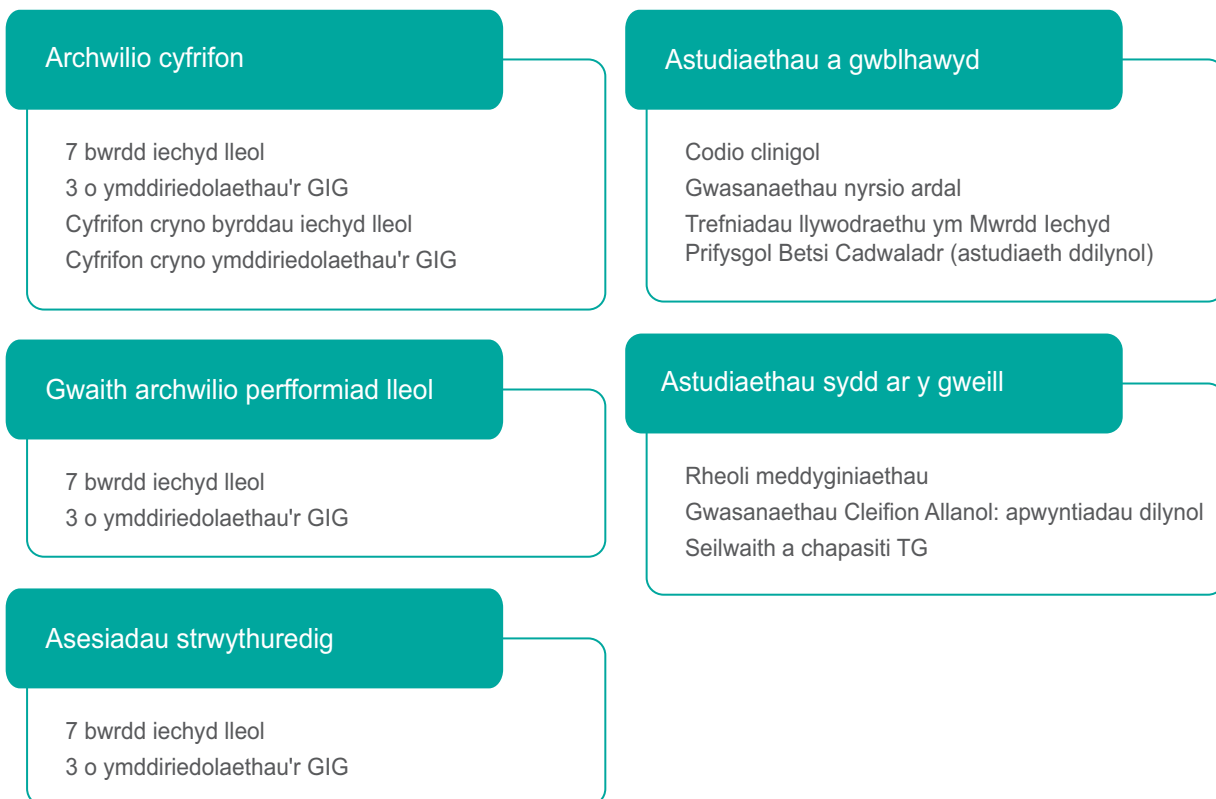 Archwilio cyfrifon
7 bwrdd iechyd lleol
3 o ymddiriedolaethau'r GIG
Cyfrifon cryno byrddau iechyd lleol
Cyfrifon cryno ymddiriedolaethau'r GIG
Gwaith archwilio perfformiad lleol
7 bwrdd iechyd lleol
3 o ymddiriedolaethau'r GIG
Asesiadau strwythuredig
7 bwrdd iechyd lleol
3 o ymddiriedolaethau'r GIG
Astudiaethau a gwblhawyd
Codio clinigol
Gwasanaethau nyrsio ardal
Trefniadau llywodraethu ym Mwrdd Iechyd
Prifysgol Betsi Cadwaladr (astudiaeth ddilynol)
Astudiaethau sydd ar y gweill
Rheoli meddyginiaethau
Gwasanaethau Cleifion Allanol: apwyntiadau dilynol
Seilwaith a chapasiti TG